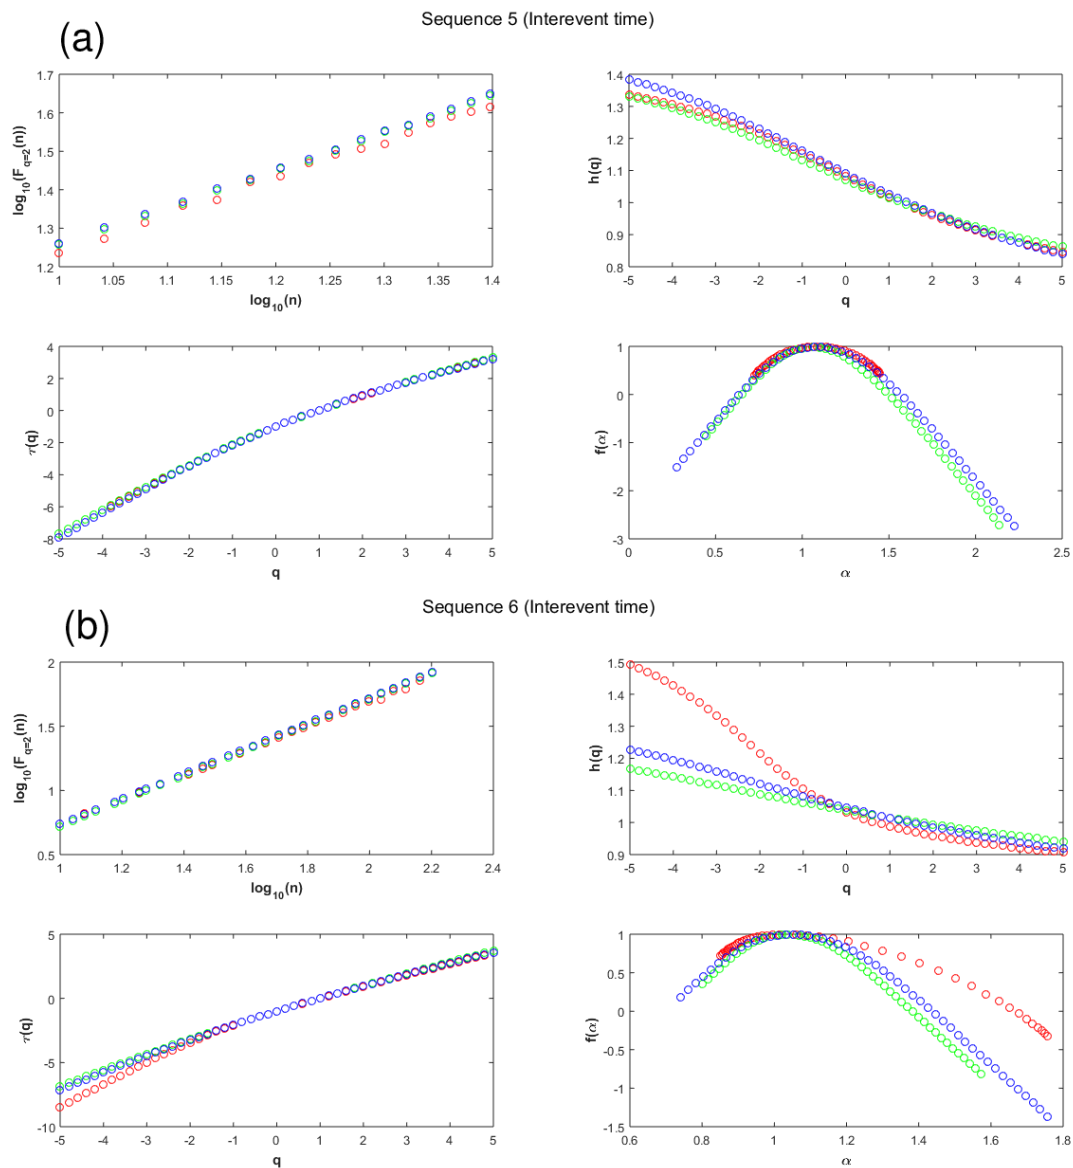 Sequence 5 (Interevent time)
(a)
1.7
1.6
1.5
1.4
1.3
1.2
log10(Fq=2(n))
1 1.05 1.1 1.15 1.2 1.25 1.3 1.35 1.4
log10(n)
1.4
1.3
1.2
1.1
1
0.9
0.8
h(q)
-5 -4 -3 -2 -1 0 1 2 3 4 5
q
4
2
0
-2
-4
-6
-8
τ(q)
-5 -4 -3 -2 -1 0 1 2 3 4 5
q
1
0
-1
-2
-3
f(α)
0 0.5 1 1.5 2 2.5
α
Sequence 6 (Interevent time)
(b)
2
1.5
1
0.5
log10(Fq=2(n))
1 1.2 1.4 1.6 1.8 2 2.2 2.4
log10(n)
1.5
1.4
1.3
1.2
1.1
1
0.9
h(q)
-5 -4 -3 -2 -1 0 1 2 3 4 5
q
5
0
-5
-10
τ(q)
-5 -4 -3 -2 -1 0 1 2 3 4 5
q
1
0.5
0
-0.5
-1
-1.5
f(α)
0.6 0.8 1 1.2 1.4 1.6 1.8
α